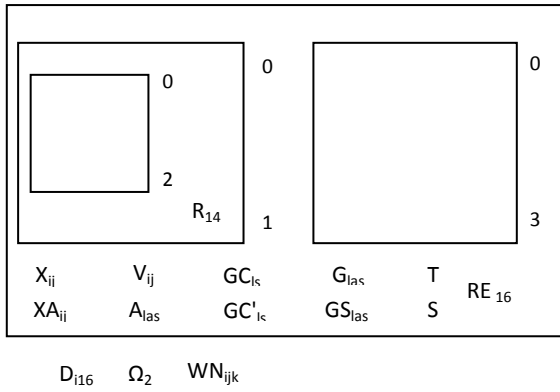 0 0
0
2
R₁₄
1 3
Xᵢⱼ Vᵢⱼ GCₗₛ Gₗₐₛ T
RE ₁₆
XAᵢⱼ Aₗₐₛ GC'ₗₛ GSₗₐₛ S
Dᵢ₁₆ Ω₂ WNᵢⱼₖ